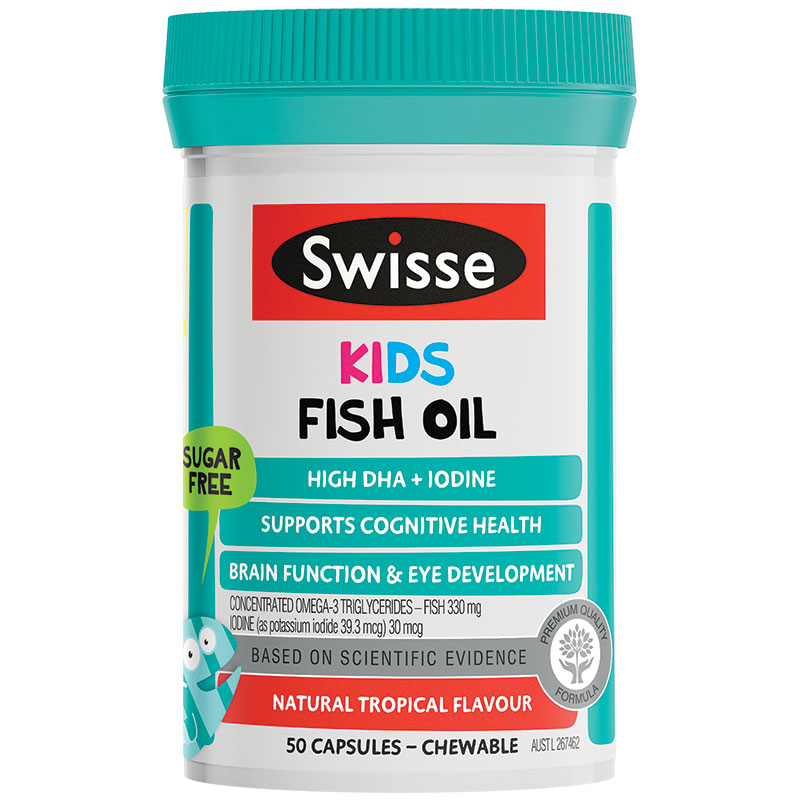 Swisse
KIDS
FISH OIL
SUGAR
FREE
HIGH DHA + IODINE
SUPPORTS COGNITIVE HEALTH
BRAIN FUNCTION & EYE DEVELOPMENT
CONCENTRATED OMEGA-3 TRIGLYCERIDES – FISH 330 mg
IODINE (as potassium iodide 39.3 mcg) 30 mcg
PREMIUM QUALITY
FORMULA
BASED ON SCIENTIFIC EVIDENCE
NATURAL TROPICAL FLAVOUR
50 CAPSULES – CHEWABLE AUST L 267462